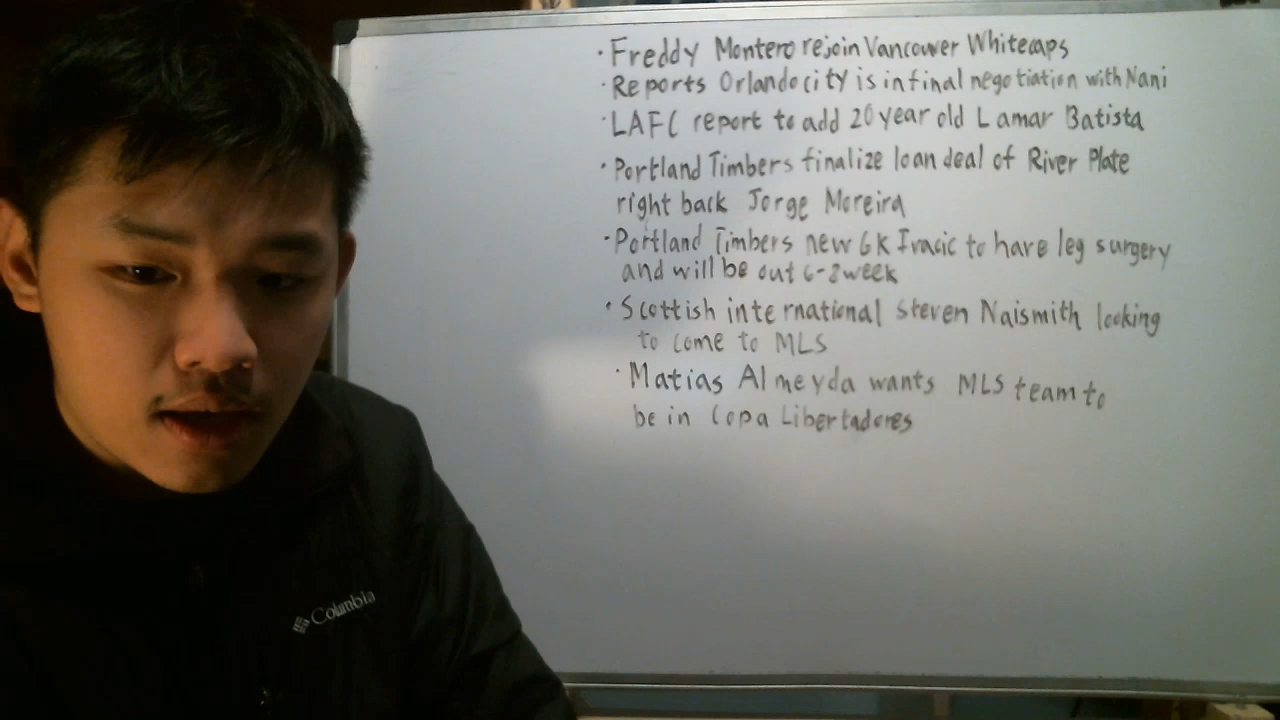 · Freddy Montero rejoin Vancouver Whitecaps
· Reports Orlando city is in final negotiation with Nani
· LAFC report to add 20 year old Lamar Batista
· Portland Timbers finalize loan deal of River Plate
right back Jorge Moreira
· Portland Timbers new GK Ivacic to have leg surgery
and will be out 6-8 week
· Scottish international Steven Naismith looking
to come to MLS
· Matias Almeyda wants MLS team to
be in Copa Libertadores
Columbia